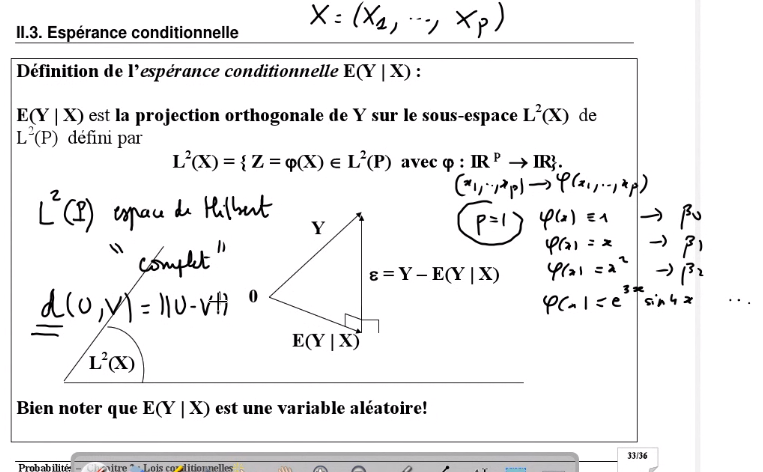 X = (X1, ..., Xp)
II.3. Espérance conditionnelle
Définition de l'espérance conditionnelle E(Y | X) :
E(Y | X) est la projection orthogonale de Y sur le sous-espace L²(X) de
L²(P) défini par
L²(X) = { Z = φ(X) ∈ L²(P) avec φ : IR^P → IR}.
(x1,..,xp) → φ(x1,..,xp)
L²(P) espace de Hilbert
"complet"
d(U,V) = ||U-V||
p=1
φ(x) ≡ 1 → β0
φ(x) = x → β1
φ(x) = x² → β2
φ(x) = e^3x sin 4x ...
Y
ε = Y – E(Y | X)
0
E(Y | X)
L²(X)
Bien noter que E(Y | X) est une variable aléatoire!
33/36
Probabilité
: Lois conditionnelles